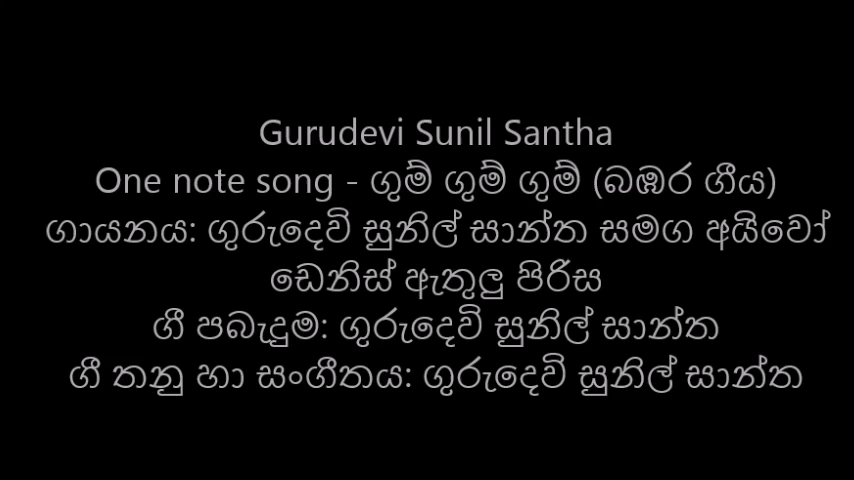 Gurudevi Sunil Santha
One note song - ගුම් ගුම් ගුම් (බඹර ගීය)
ගායනය: ගුරුදෙවි සුනිල් සාන්ත සමග අයිවෝ
ඩෙනිස් ඇතුලු පිරිස
ගී පබැඳුම: ගුරුදෙවි සුනිල් සාන්ත
ගී තනු හා සංගීතය: ගුරුදෙවි සුනිල් සාන්ත